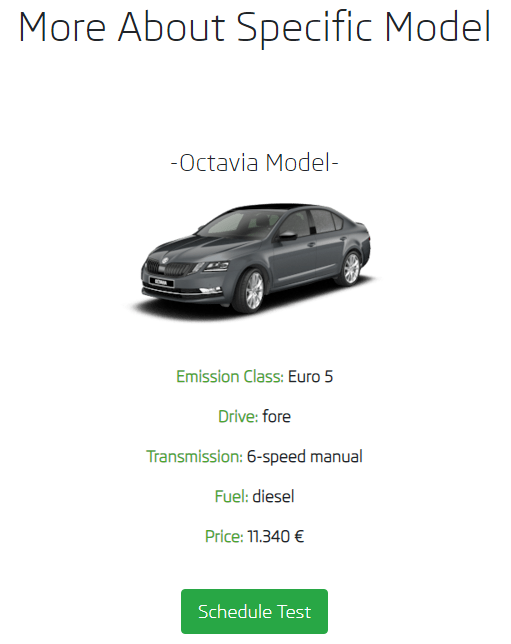 More About Specific Model
-Octavia Model-
Emission Class: Euro 5
Drive: fore
Transmission: 6-speed manual
Fuel: diesel
Price: 11.340 €
Schedule Test